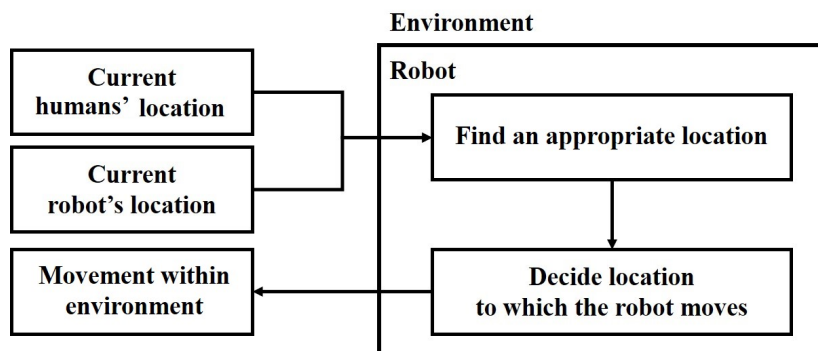 Environment
Robot
Current
humans’ location
Find an appropriate location
Current
robot’s location
Movement within
environment
Decide location
to which the robot moves